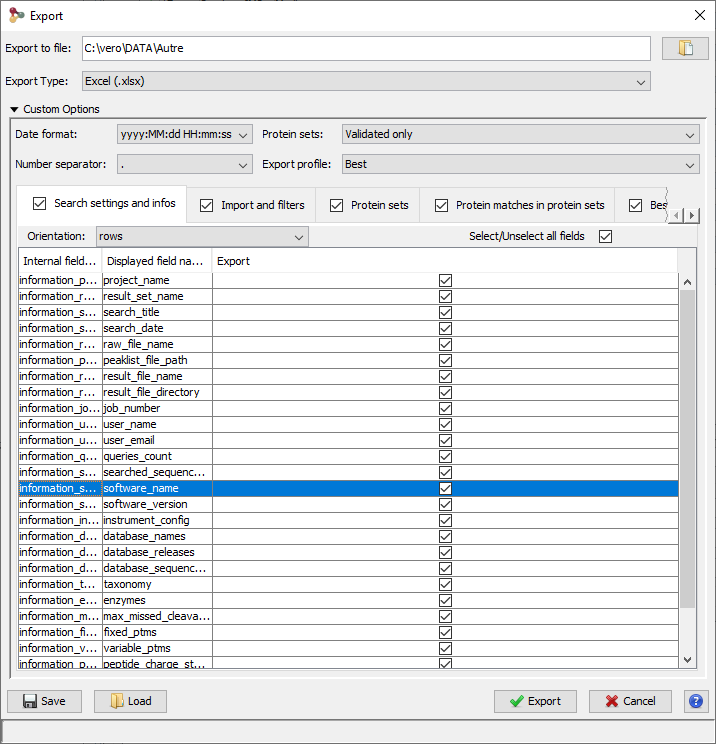 Export
Export to file: C:\vero\DATA\Autre
Export Type: Excel (.xlsx)
Custom Options
Date format: yyyy:MM:dd HH:mm:ss Protein sets: Validated only
Number separator: . Export profile: Best
Search settings and infos Import and filters Protein sets Protein matches in protein sets Bes
Orientation: rows Select/Unselect all fields
Internal field... Displayed field na... Export
information_p... project_name
information_r... result_set_name
information_s... search_title
information_s... search_date
information_r... raw_file_name
information_p... peaklist_file_path
information_r... result_file_name
information_r... result_file_directory
information_jo... job_number
information_u... user_name
information_u... user_email
information_q... queries_count
information_s... searched_sequenc...
information_s... software_name
information_s... software_version
information_in... instrument_config
information_d... database_names
information_d... database_releases
information_d... database_sequenc...
information_t... taxonomy
information_e... enzymes
information_m... max_missed_cleava...
information_fi... fixed_ptms
information_v... variable_ptms
information_p... peptide_charge_st...
Save Load Export Cancel ?